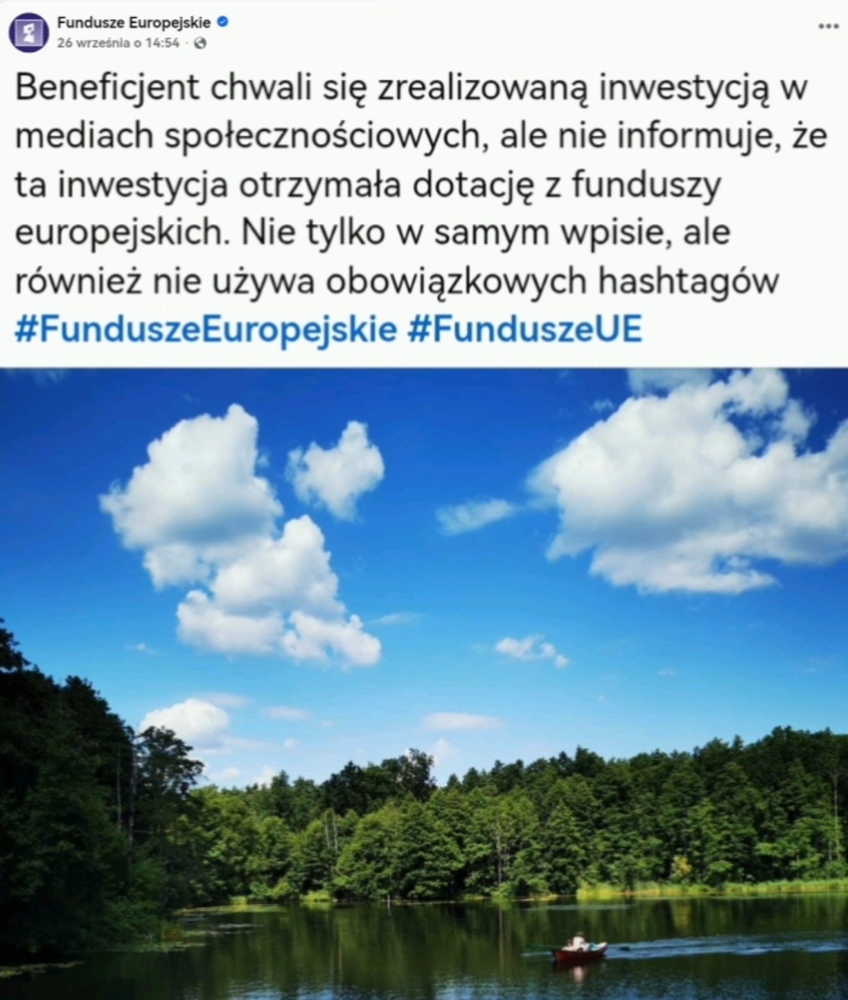 Fundusze Europejskie
26 września o 14:54 ·
Beneficjent chwali się zrealizowaną inwestycją w
mediach społecznościowych, ale nie informuje, że
ta inwestycja otrzymała dotację z funduszy
europejskich. Nie tylko w samym wpisie, ale
również nie używa obowiązkowych hashtagów
#FunduszeEuropejskie #FunduszeUE